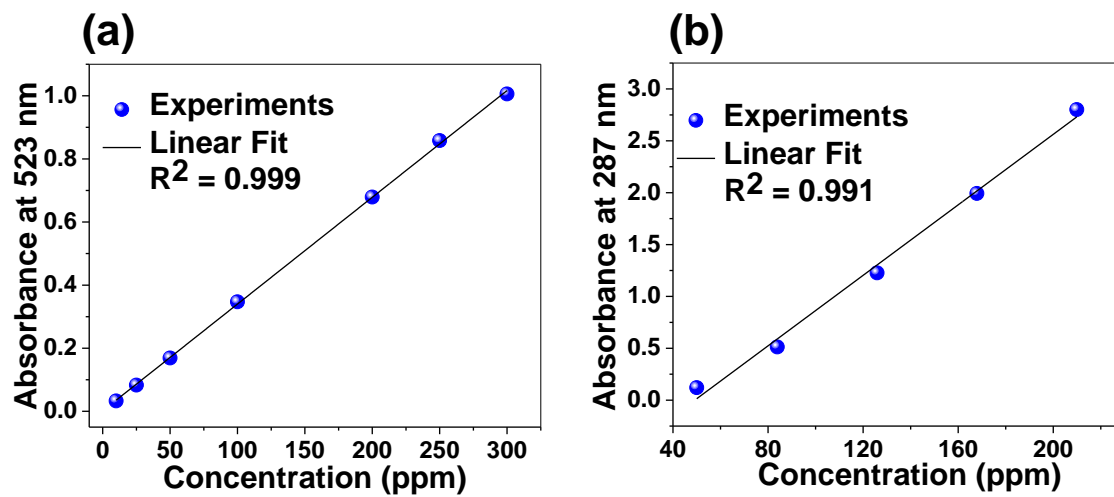 (a)
Absorbance at 523 nm
1.0
0.8
0.6
0.4
0.2
0.0
Experiments
Linear Fit
R² = 0.999
0 50 100 150 200 250 300
Concentration (ppm)
(b)
Absorbance at 287 nm
3.0
2.5
2.0
1.5
1.0
0.5
0.0
Experiments
Linear Fit
R² = 0.991
40 80 120 160 200
Concentration (ppm)